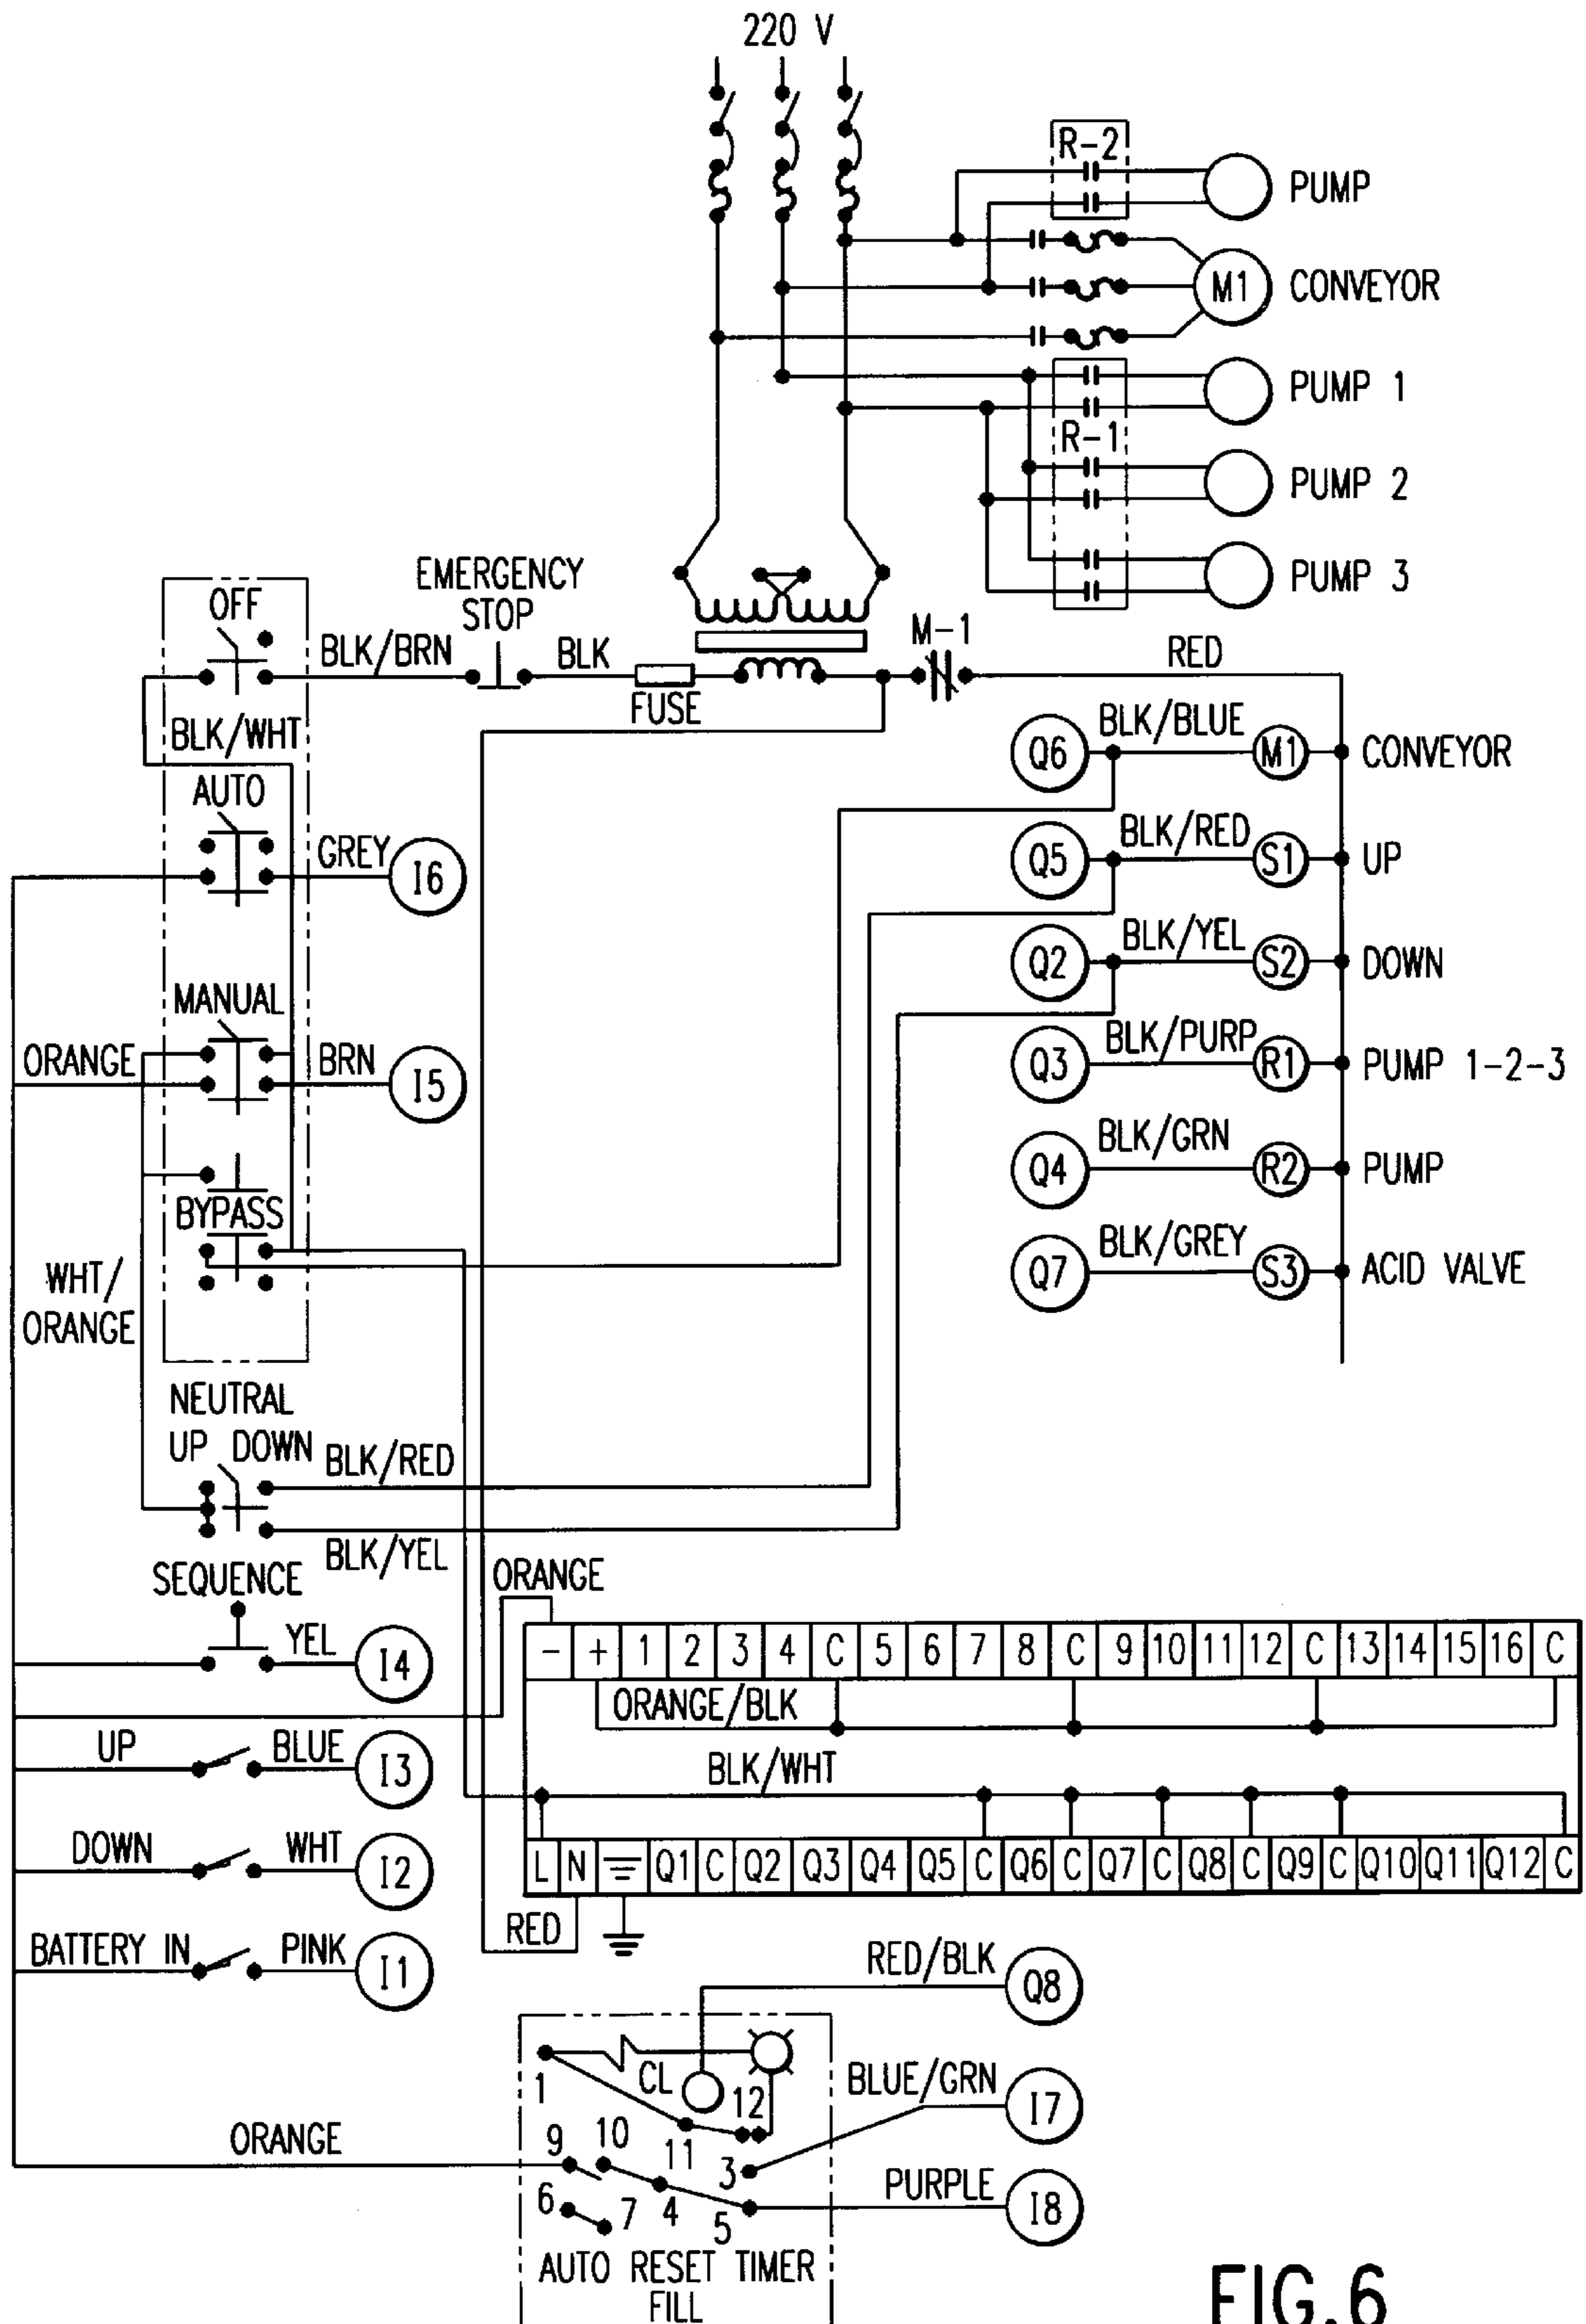 220 V
R-2
PUMP
M1
CONVEYOR
PUMP 1
R-1
PUMP 2
PUMP 3
OFF
EMERGENCY
STOP
BLK/BRN
BLK
FUSE
M-1
RED
BLK/WHT
AUTO
GREY
I6
MANUAL
ORANGE
BRN
I5
BYPASS
WHT/
ORANGE
Q6
BLK/BLUE
M1
CONVEYOR
Q5
BLK/RED
S1
UP
Q2
BLK/YEL
S2
DOWN
Q3
BLK/PURP
R1
PUMP 1-2-3
Q4
BLK/GRN
R2
PUMP
Q7
BLK/GREY
S3
ACID VALVE
NEUTRAL
UP DOWN
BLK/RED
BLK/YEL
SEQUENCE
YEL
I4
UP
BLUE
I3
DOWN
WHT
I2
BATTERY IN
PINK
I1
ORANGE
- + 1 2 3 4 C 5 6 7 8 C 9 10 11 12 C 13 14 15 16 C
ORANGE/BLK
BLK/WHT
L N Q1 C Q2 Q3 Q4 Q5 C Q6 C Q7 C Q8 C Q9 C Q10 Q11 Q12 C
RED
RED/BLK
Q8
1
CL
12
BLUE/GRN
I7
ORANGE
9
10
11
3
PURPLE
I8
6
7
4
5
AUTO RESET TIMER
FILL
FIG.6